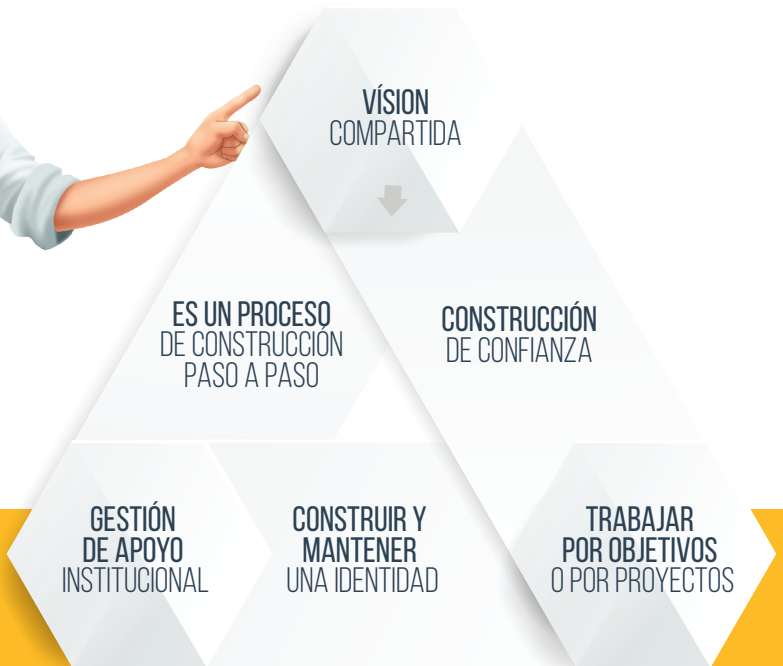 VÍSION
COMPARTIDA
ES UN PROCESO
DE CONSTRUCCIÓN
PASO A PASO
CONSTRUCCIÓN
DE CONFIANZA
GESTIÓN
DE APOYO
INSTITUCIONAL
CONSTRUIR Y
MANTENER
UNA IDENTIDAD
TRABAJAR
POR OBJETIVOS
O POR PROYECTOS